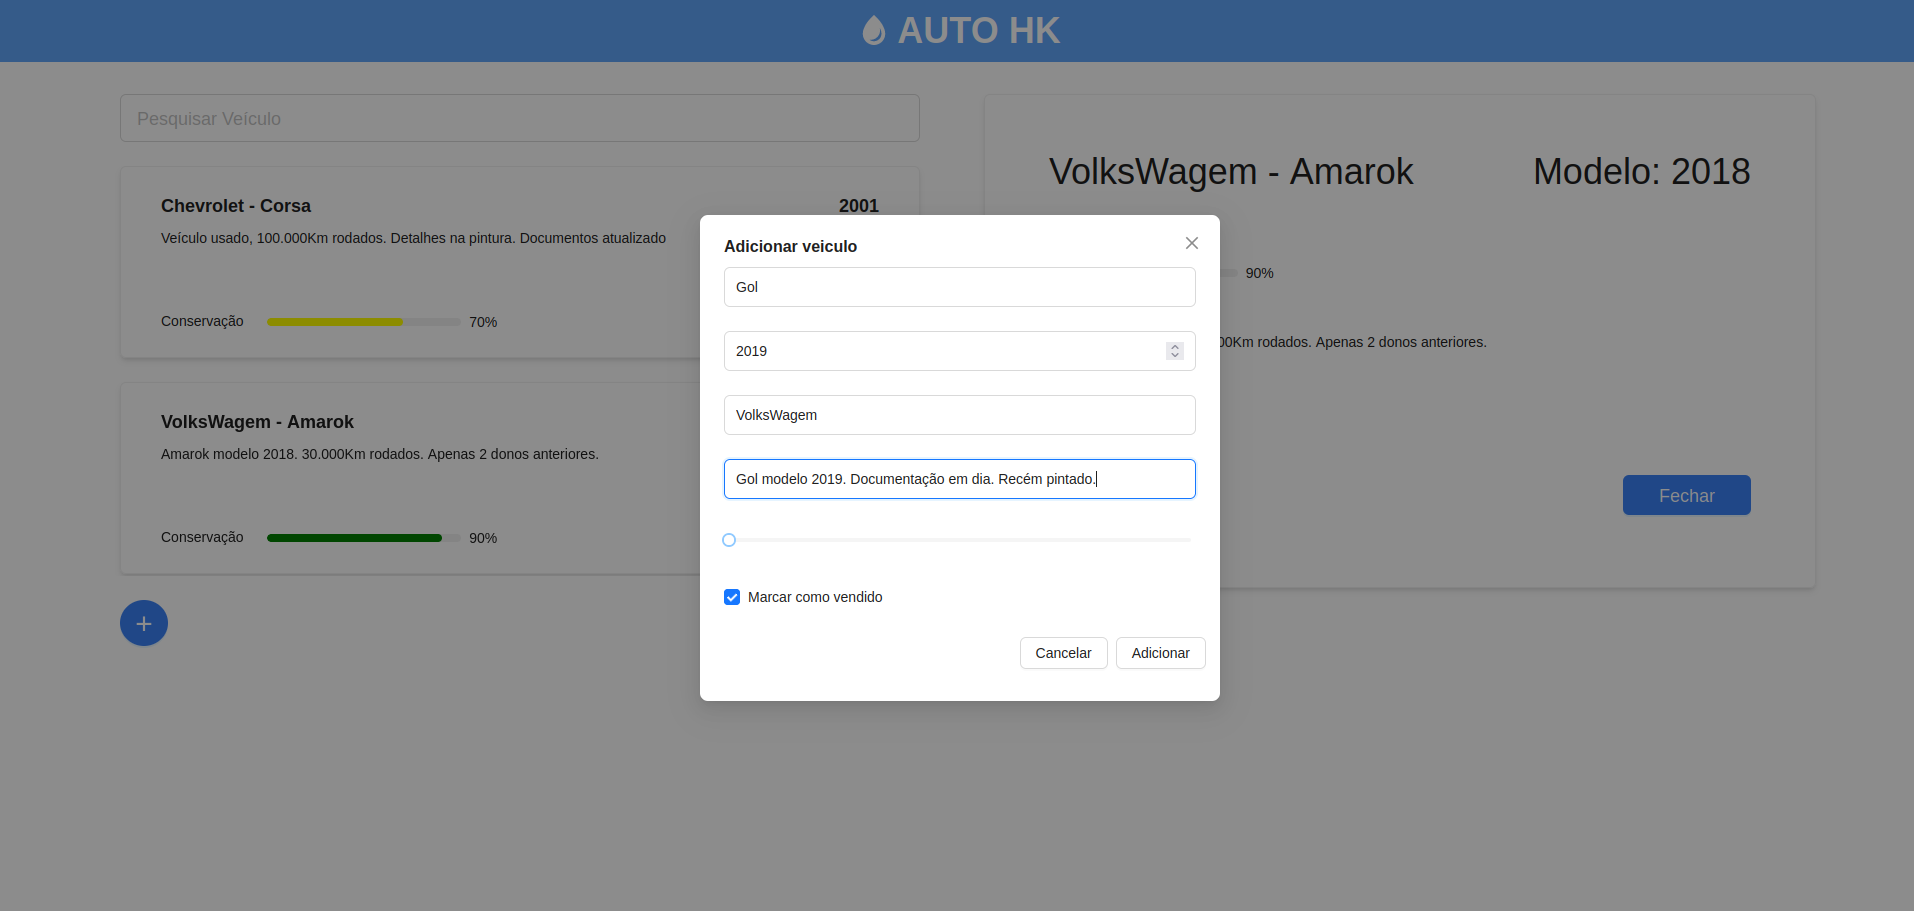 AUTO HK
Pesquisar Veículo
Chevrolet - Corsa
2001
Veículo usado, 100.000Km rodados. Detalhes na pintura. Documentos atualizado
Conservação
70%
VolksWagem - Amarok
Amarok modelo 2018. 30.000Km rodados. Apenas 2 donos anteriores.
Conservação
90%
VolksWagem - Amarok
Modelo: 2018
90%
00Km rodados. Apenas 2 donos anteriores.
Fechar
Adicionar veiculo
Gol
2019
VolksWagem
Gol modelo 2019. Documentação em dia. Recém pintado.
Marcar como vendido
Cancelar
Adicionar